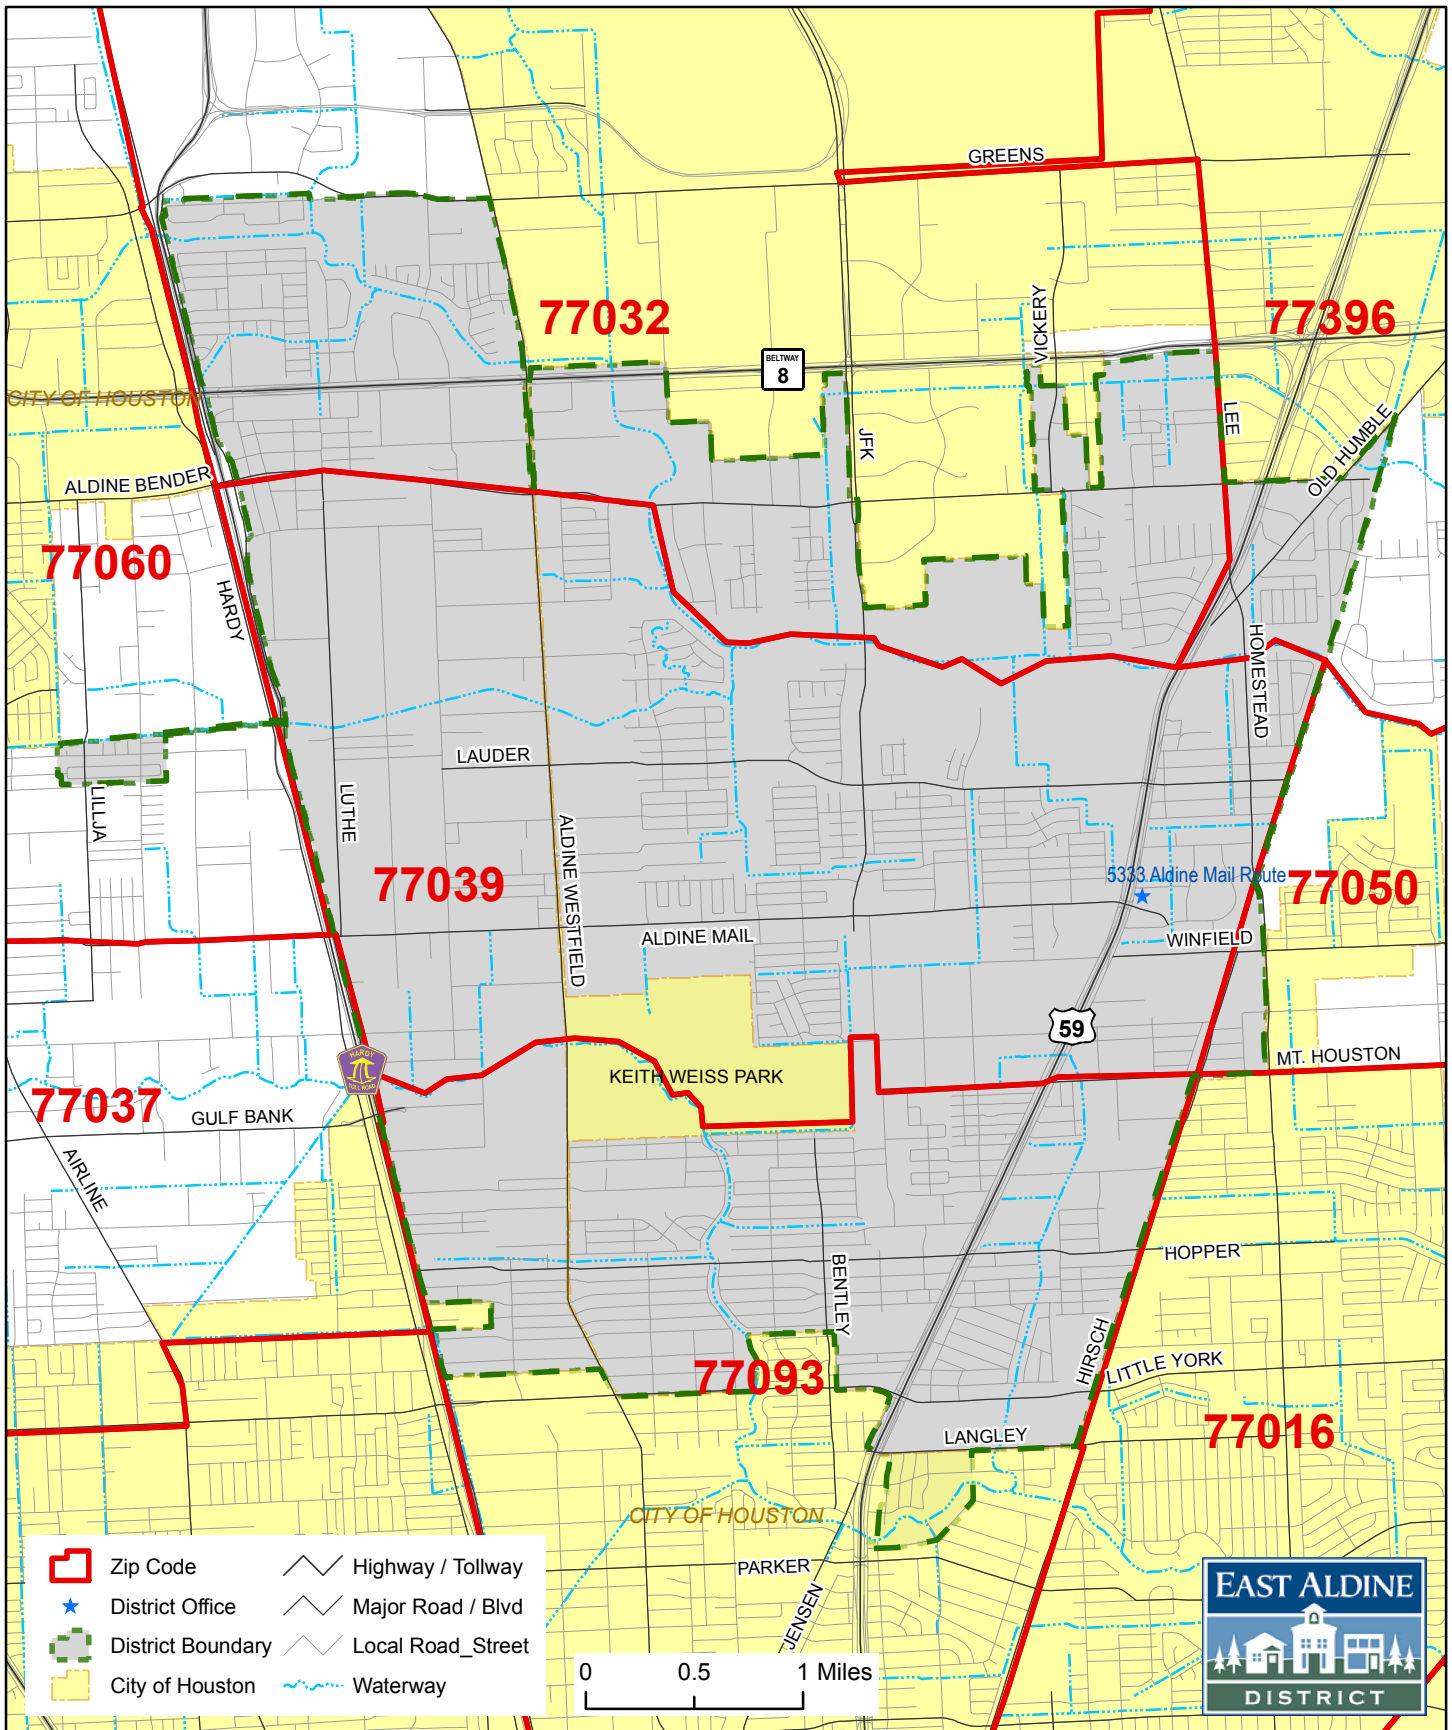 GREENS
77032
VICKERY
77396
BELTWAY
8
CITY OF HOUSTON
LEE
JFK
OLD HUMBLE
ALDINE BENDER
77060
HARDY
HOMESTEAD
LAUDER
LILJA
LUTHE
ALDINE WESTFIELD
77039
5333 Aldine Mail Route
77050
ALDINE MAIL
WINFIELD
59
HARDY
TOLL ROAD
MT. HOUSTON
KEITH WEISS PARK
77037
GULF BANK
AIRLINE
HOPPER
BENTLEY
HIRSCH
LITTLE YORK
77093
77016
LANGLEY
CITY OF HOUSTON
PARKER
JENSEN
Zip Code
Highway / Tollway
District Office
Major Road / Blvd
District Boundary
Local Road_Street
City of Houston
Waterway
0 0.5 1 Miles
EAST ALDINE
DISTRICT